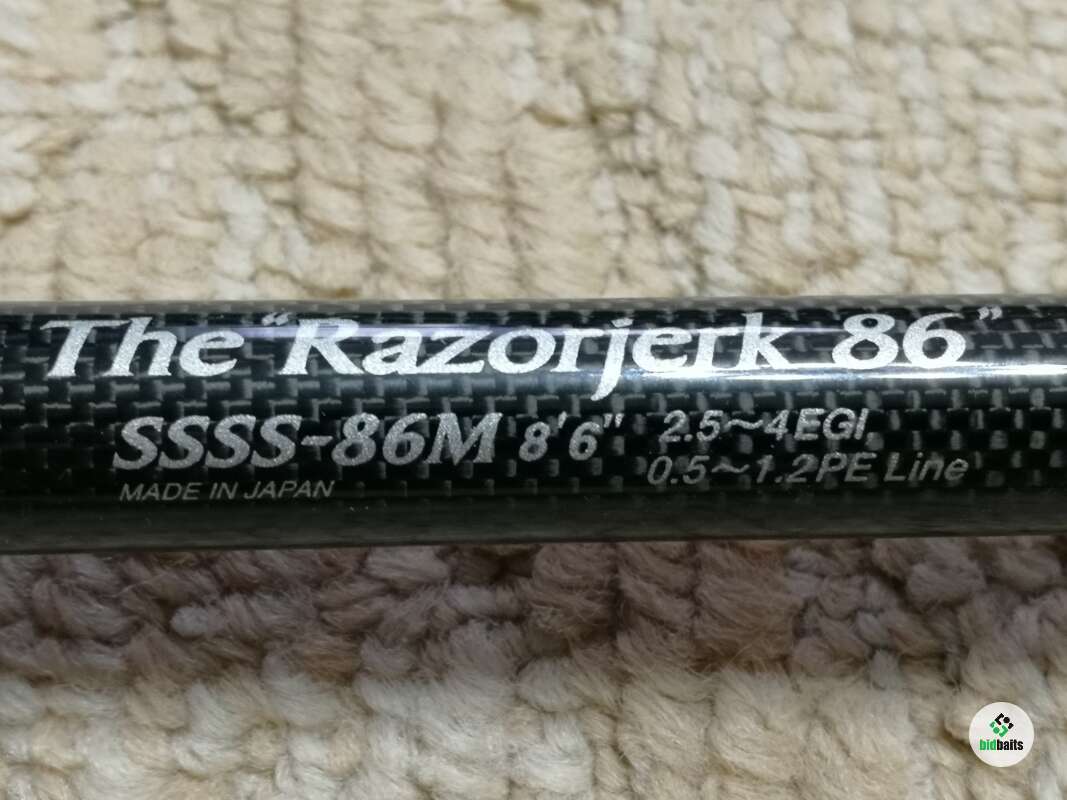 The "Razorjerk 86"
SSSS-86M 8'6" 2.5~4EGI,
0.5~1.2PE Line
MADE IN JAPAN
bidbaits